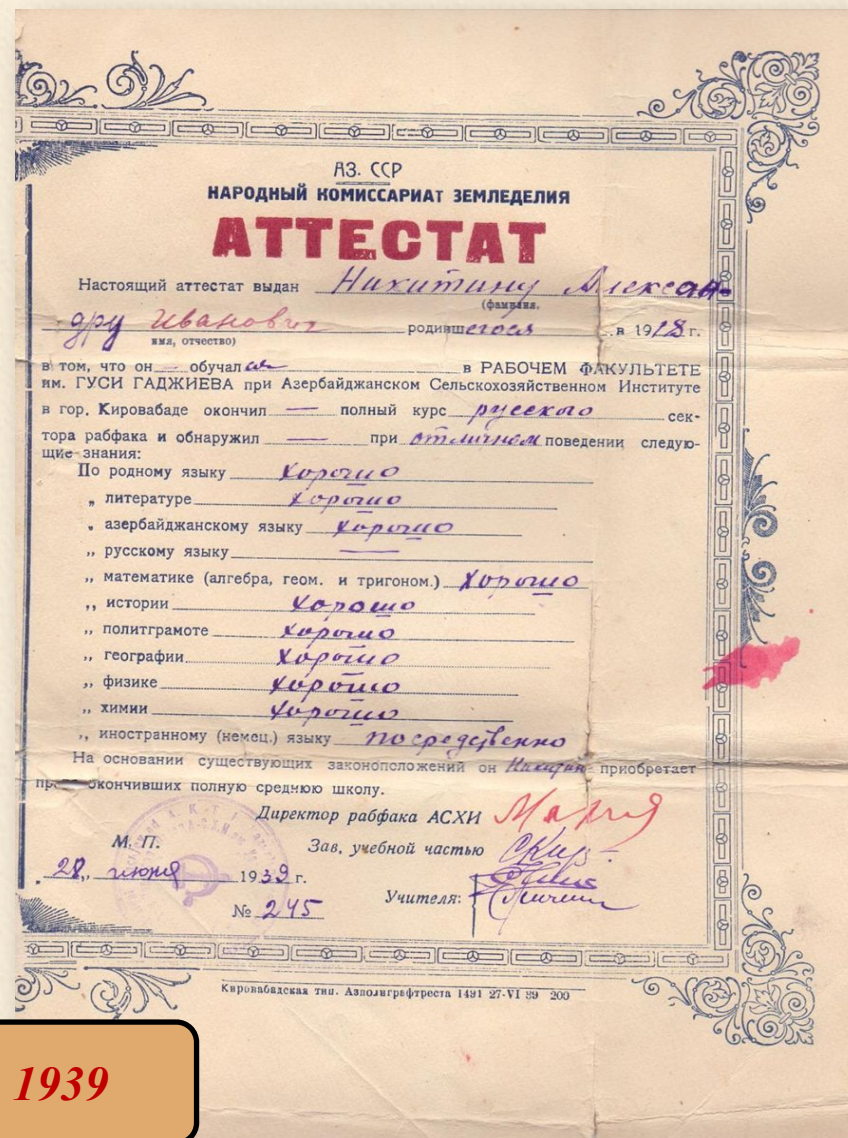 АЗ. ССР
НАРОДНЫЙ КОМИССАРИАТ ЗЕМЛЕДЕЛИЯ
АТТЕСТАТ
Настоящий аттестат выдан Никитину Алексан-
(фамилия,
дру Иванович родившегося в 1918 г.
имя, отчество)
в том, что он — обучался в РАБОЧЕМ ФАКУЛЬТЕТЕ
им. ГУСИ ГАДЖИЕВА при Азербайджанском Сельскохозяйственном Институте
в гор. Кировабаде окончил — полный курс русского сек-
тора рабфака и обнаружил — при отличном поведении следую-
щие знания:
По родному языку хорошо
„ литературе хорошо
„ азербайджанскому языку хорошо
„ русскому языку —
„ математике (алгебра, геом. и тригоном.) хорошо
„ истории хорошо
„ политграмоте хорошо
„ географии хорошо
„ физике хорошо
„ химии хорошо
„ иностранному (немец.) языку посредственно
На основании существующих законоположений он Никитин приобретает
окончивших полную среднюю школу.
Директор рабфака АСХИ
М. П. Зав. учебной частью
„28„ июня 1939 г.
Учителя:
№ 245
Кировабадская тип. Азполиграфтреста 1491 27-VI 39 200
1939